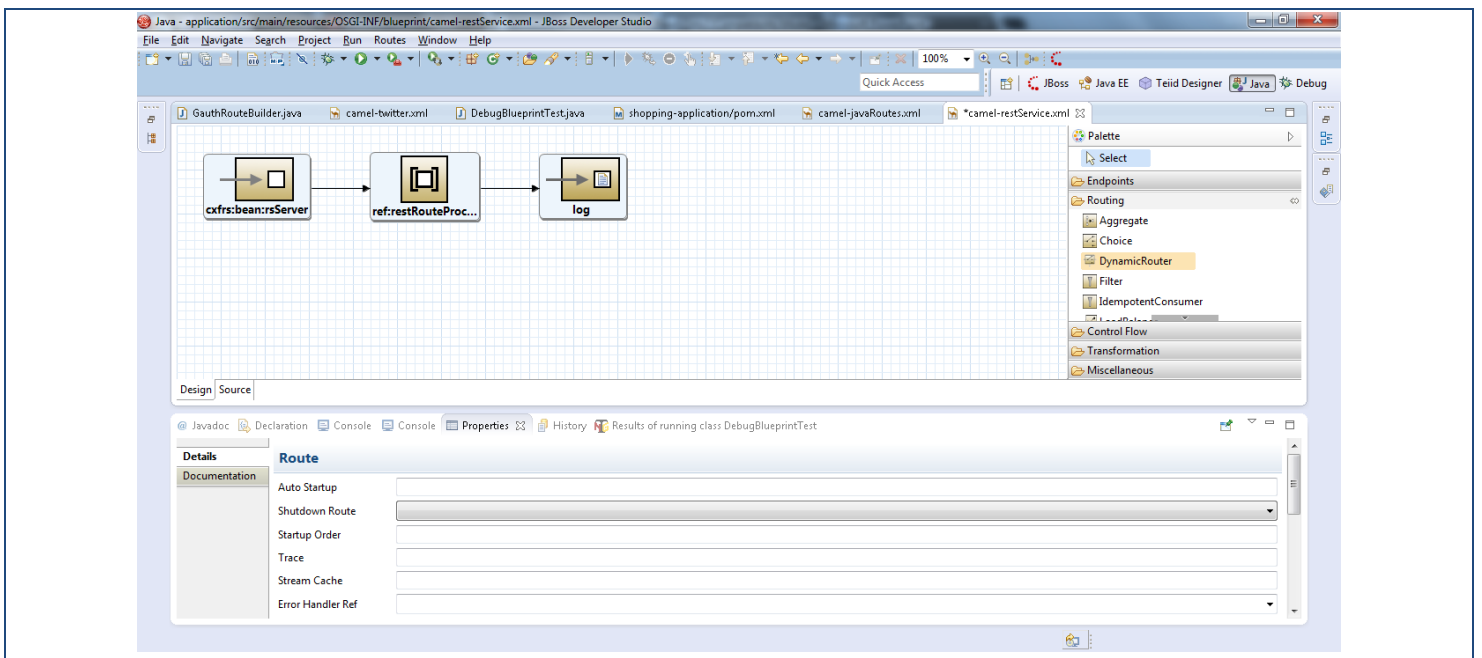 Java - application/src/main/resources/OSGI-INF/blueprint/camel-restService.xml - JBoss Developer Studio
File Edit Navigate Search Project Run Routes Window Help
100%
Quick Access
JBoss Java EE Teiid Designer Java Debug
GauthRouteBuilder.java camel-twitter.xml DebugBlueprintTest.java shopping-application/pom.xml camel-javaRoutes.xml *camel-restService.xml
Palette
Select
Endpoints
Routing
Aggregate
Choice
DynamicRouter
Filter
IdempotentConsumer
Control Flow
Transformation
Miscellaneous
cxfrs:bean:rsServer ref:restRouteProc... log
Design Source
@ Javadoc Declaration Console Console Properties History Results of running class DebugBlueprintTest
Details
Documentation
Route
Auto Startup
Shutdown Route
Startup Order
Trace
Stream Cache
Error Handler Ref